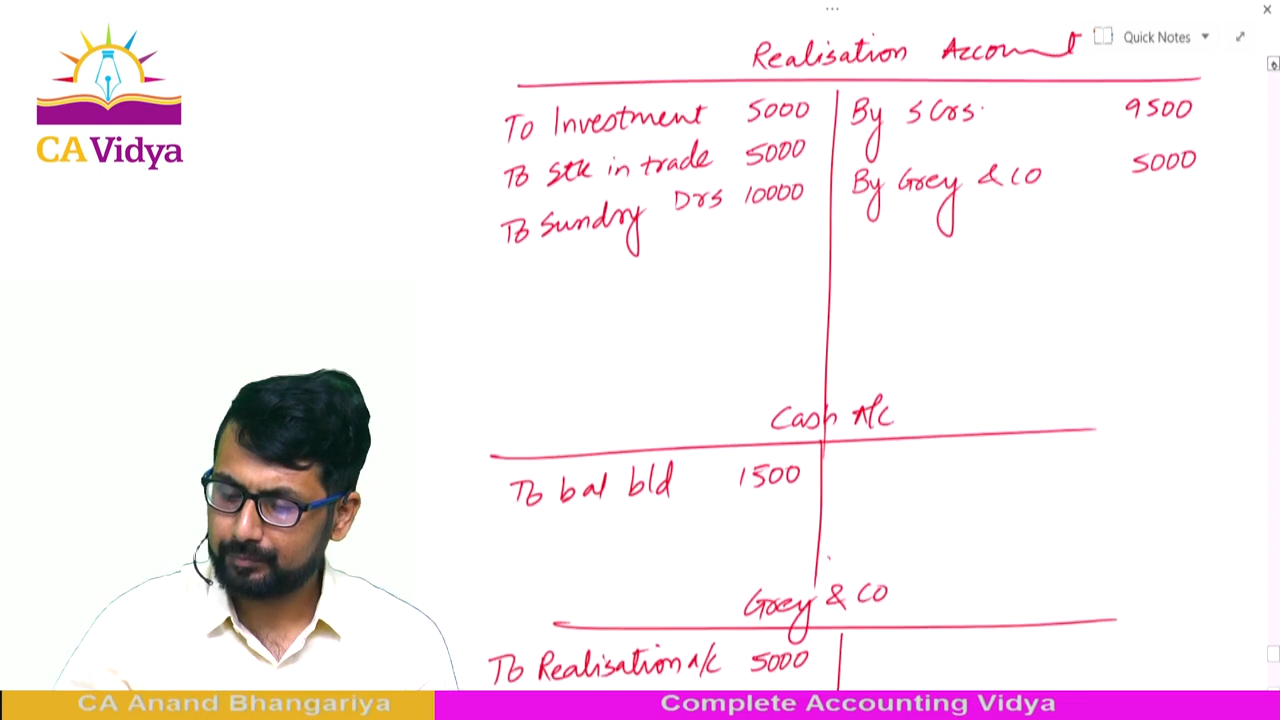 CA Vidya
Quick Notes
Realisation Account
To Investment 5000 By S Crs. 9500
To Stk in trade 5000 By Grey & CO 5000
To Sundry Drs 10000
Cash A/C
To bal b/d 1500
Grey & CO
To Realisation a/c 5000
CA Anand Bhangariya Complete Accounting Vidya